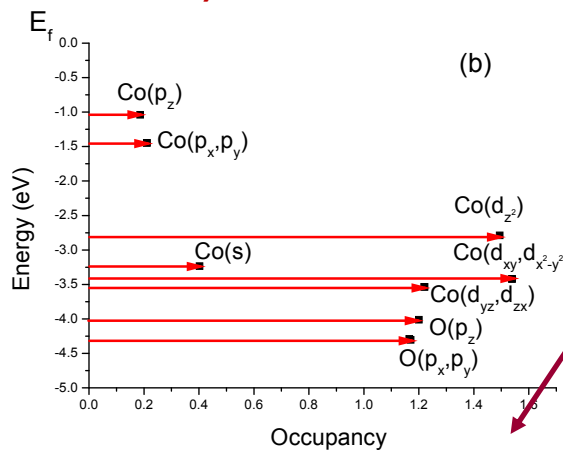 E_f
(b)
0.0
-0.5
-1.0
-1.5
-2.0
-2.5
-3.0
-3.5
-4.0
-4.5
-5.0
Energy (eV)
Co(p_z)
Co(p_x,p_y)
Co(d_z²)
Co(s)
Co(d_xy,d_x²-y²
Co(d_yz,d_zx)
O(p_z)
O(p_x,p_y)
0.0 0.2 0.4 0.6 0.8 1.0 1.2 1.4 1.6
Occupancy